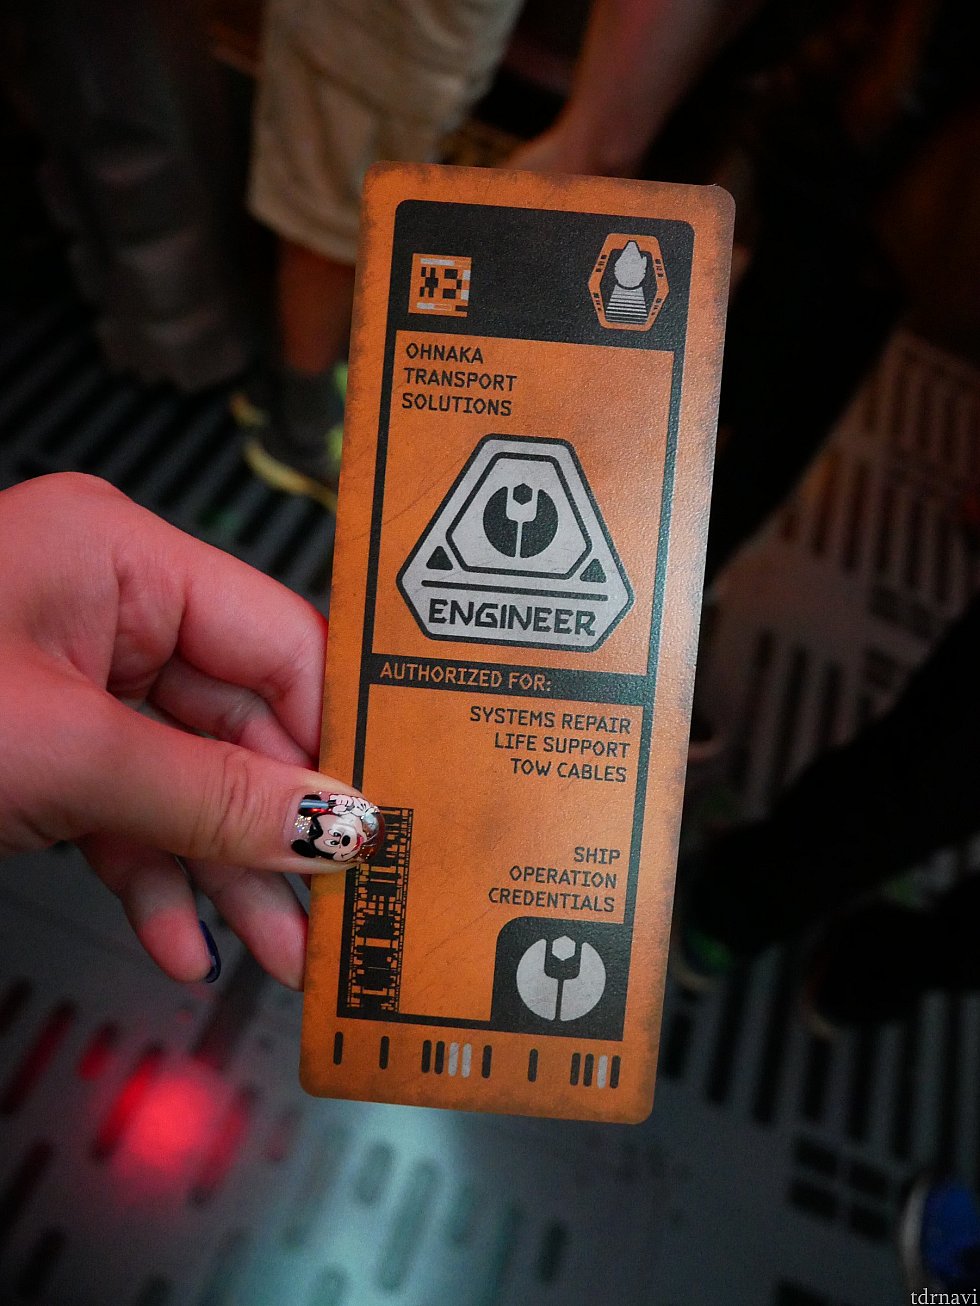 OHNAKA
TRANSPORT
SOLUTIONS
ENGINEER
AUTHORIZED FOR:
SYSTEMS REPAIR
LIFE SUPPORT
TOW CABLES
SHIP
OPERATION
CREDENTIALS
tdrnavi